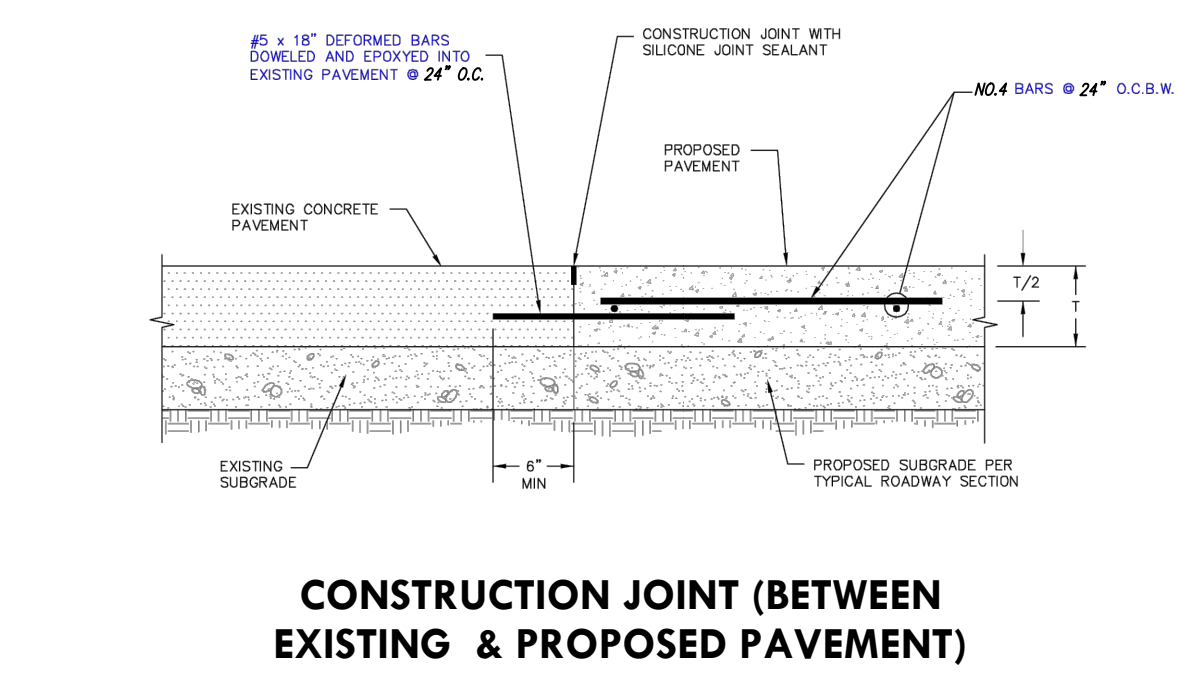 #5 x 18" DEFORMED BARS
DOWELED AND EPOXYED INTO
EXISTING PAVEMENT @ 24" O.C.
CONSTRUCTION JOINT WITH
SILICONE JOINT SEALANT
NO.4 BARS @ 24" O.C.B.W.
PROPOSED
PAVEMENT
EXISTING CONCRETE
PAVEMENT
T/2
T
EXISTING
SUBGRADE
6"
MIN
PROPOSED SUBGRADE PER
TYPICAL ROADWAY SECTION
CONSTRUCTION JOINT (BETWEEN
EXISTING & PROPOSED PAVEMENT)